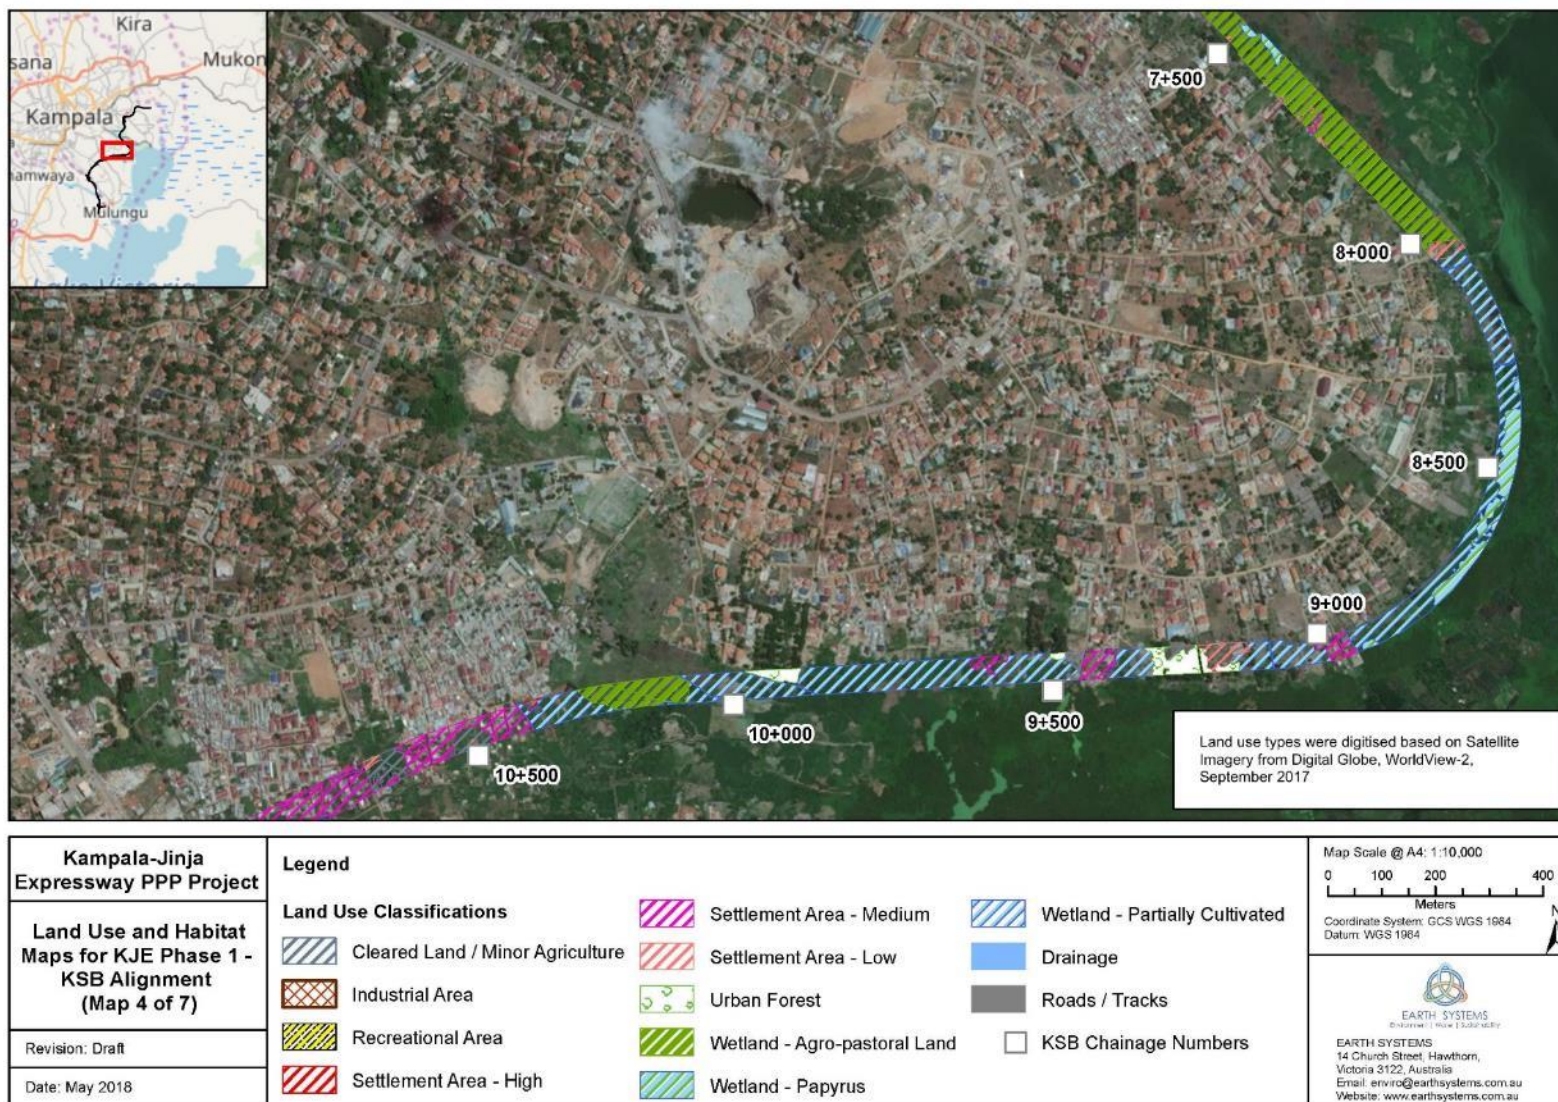 Kira
sana
Mukon
Kampala
namwaya
Mulungu
Lake Victoria
7+500
8+000
8+500
9+000
9+500
10+000
10+500
Land use types were digitised based on Satellite
Imagery from Digital Globe, WorldView-2,
September 2017
Kampala-Jinja
Expressway PPP Project
Land Use and Habitat
Maps for KJE Phase 1 -
KSB Alignment
(Map 4 of 7)
Revision: Draft
Date: May 2018
Legend
Land Use Classifications
Cleared Land / Minor Agriculture
Industrial Area
Recreational Area
Settlement Area - High
Settlement Area - Medium
Settlement Area - Low
Urban Forest
Wetland - Agro-pastoral Land
Wetland - Papyrus
Wetland - Partially Cultivated
Drainage
Roads / Tracks
KSB Chainage Numbers
Map Scale @ A4: 1:10,000
0 100 200 400
Meters
Coordinate System: GCS WGS 1984
Datum: WGS 1984
N
EARTH SYSTEMS
Environment | Water | Sustainability
EARTH SYSTEMS
14 Church Street, Hawthorn,
Victoria 3122, Australia
Email: enviro@earthsystems.com.au
Website: www.earthsystems.com.au